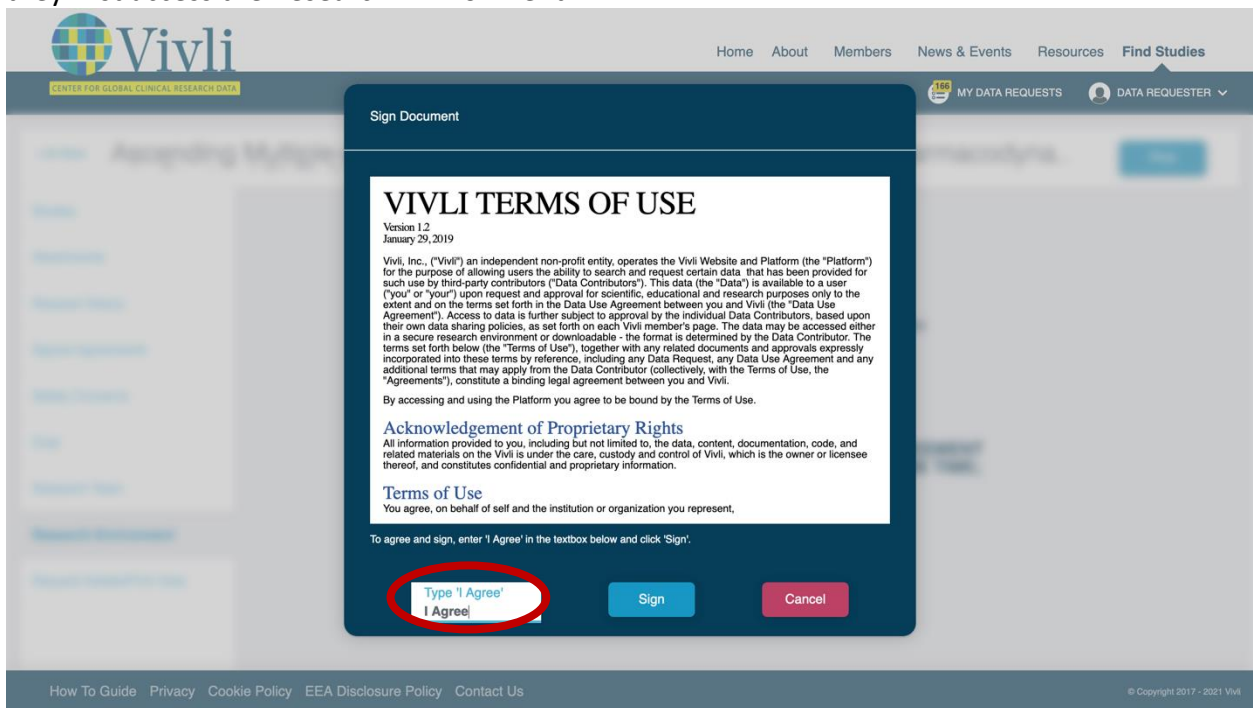 Vivli
CENTER FOR GLOBAL CLINICAL RESEARCH DATA
Home About Members News & Events Resources Find Studies
166 MY DATA REQUESTS DATA REQUESTER
Sign Document
VIVLI TERMS OF USE
Version 1.2
January 29, 2019
Vivli, Inc., ("Vivli") an independent non-profit entity, operates the Vivli Website and Platform (the "Platform")
for the purpose of allowing users the ability to search and request certain data that has been provided for
such use by third-party contributors ("Data Contributors"). This data (the "Data") is available to a user
("you" or "your") upon request and approval for scientific, educational and research purposes only to the
extent and on the terms set forth in the Data Use Agreement between you and Vivli (the "Data Use
Agreement"). Access to data is further subject to approval by the individual Data Contributors, based upon
their own data sharing policies, as set forth on each Vivli member's page. The data may be accessed either
in a secure research environment or downloadable - the format is determined by the Data Contributor. The
terms set forth below (the "Terms of Use"), together with any related documents and approvals expressly
incorporated into these terms by reference, including any Data Request, any Data Use Agreement and any
additional terms that may apply from the Data Contributor (collectively, with the Terms of Use, the
"Agreements"), constitute a binding legal agreement between you and Vivli.
By accessing and using the Platform you agree to be bound by the Terms of Use.
Acknowledgement of Proprietary Rights
All information provided to you, including but not limited to, the data, content, documentation, code, and
related materials on the Vivli is under the care, custody and control of Vivli, which is the owner or licensee
thereof, and constitutes confidential and proprietary information.
Terms of Use
You agree, on behalf of self and the institution or organization you represent,
To agree and sign, enter 'I Agree' in the textbox below and click 'Sign'.
Type 'I Agree'
I Agree
Sign
Cancel
How To Guide Privacy Cookie Policy EEA Disclosure Policy Contact Us
© Copyright 2017 - 2021 Vivli